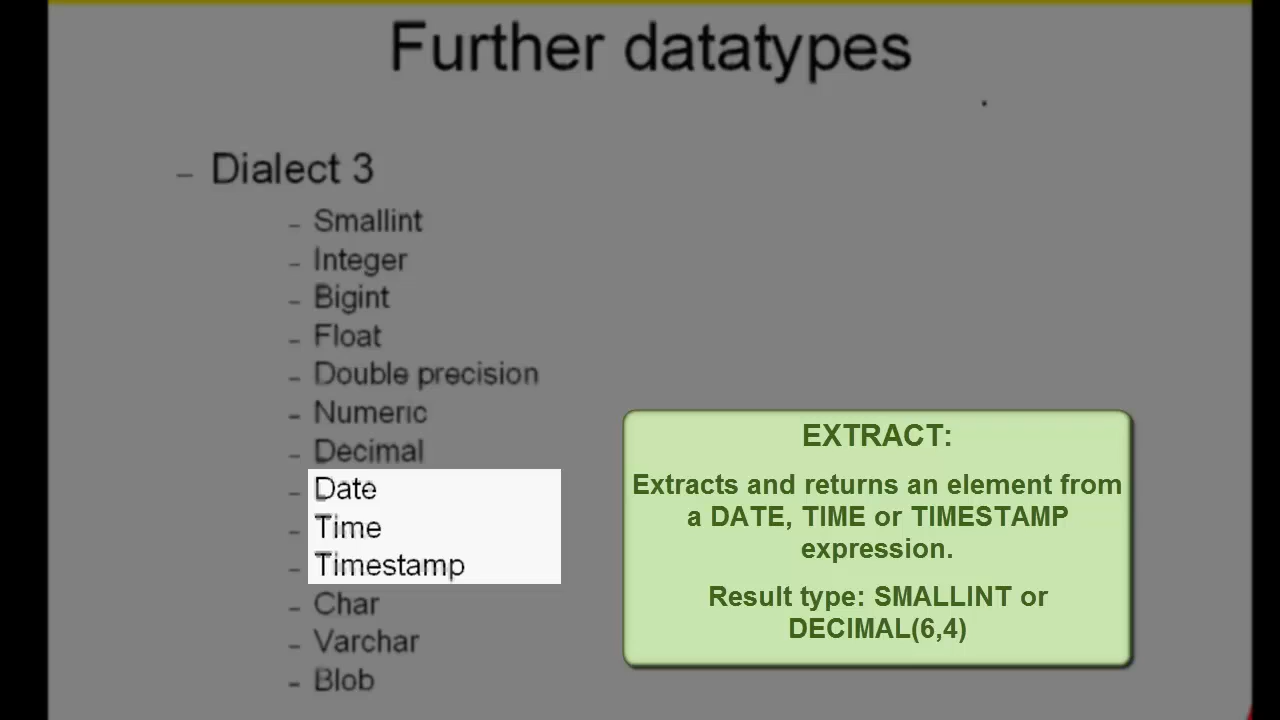 Further datatypes
– Dialect 3
– Smallint
– Integer
– Bigint
– Float
– Double precision
– Numeric
– Decimal
– Date
– Time
– Timestamp
– Char
– Varchar
– Blob
EXTRACT:
Extracts and returns an element from
a DATE, TIME or TIMESTAMP
expression.
Result type: SMALLINT or
DECIMAL(6,4)